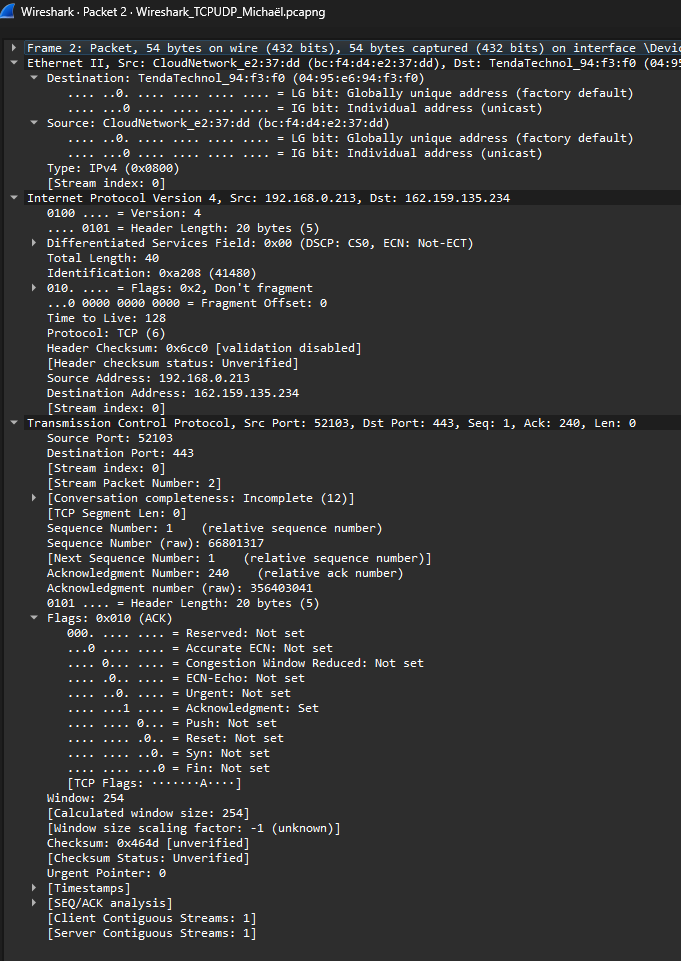 Wireshark · Packet 2 · Wireshark_TCPUDP_Michaël.pcapng
Frame 2: Packet, 54 bytes on wire (432 bits), 54 bytes captured (432 bits) on interface \Devic
Ethernet II, Src: CloudNetwork_e2:37:dd (bc:f4:d4:e2:37:dd), Dst: TendaTechnol_94:f3:f0 (04:95
Destination: TendaTechnol_94:f3:f0 (04:95:e6:94:f3:f0)
.... ..0. .... .... .... .... = LG bit: Globally unique address (factory default)
.... ...0 .... .... .... .... = IG bit: Individual address (unicast)
Source: CloudNetwork_e2:37:dd (bc:f4:d4:e2:37:dd)
.... ..0. .... .... .... .... = LG bit: Globally unique address (factory default)
.... ...0 .... .... .... .... = IG bit: Individual address (unicast)
Type: IPv4 (0x0800)
[Stream index: 0]
Internet Protocol Version 4, Src: 192.168.0.213, Dst: 162.159.135.234
0100 .... = Version: 4
.... 0101 = Header Length: 20 bytes (5)
Differentiated Services Field: 0x00 (DSCP: CS0, ECN: Not-ECT)
Total Length: 40
Identification: 0xa208 (41480)
010. .... = Flags: 0x2, Don't fragment
...0 0000 0000 0000 = Fragment Offset: 0
Time to Live: 128
Protocol: TCP (6)
Header Checksum: 0x6cc0 [validation disabled]
[Header checksum status: Unverified]
Source Address: 192.168.0.213
Destination Address: 162.159.135.234
[Stream index: 0]
Transmission Control Protocol, Src Port: 52103, Dst Port: 443, Seq: 1, Ack: 240, Len: 0
Source Port: 52103
Destination Port: 443
[Stream index: 0]
[Stream Packet Number: 2]
[Conversation completeness: Incomplete (12)]
[TCP Segment Len: 0]
Sequence Number: 1    (relative sequence number)
Sequence Number (raw): 66801317
[Next Sequence Number: 1    (relative sequence number)]
Acknowledgment Number: 240    (relative ack number)
Acknowledgment number (raw): 356403041
0101 .... = Header Length: 20 bytes (5)
Flags: 0x010 (ACK)
000. .... .... = Reserved: Not set
...0 .... .... = Accurate ECN: Not set
.... 0... .... = Congestion Window Reduced: Not set
.... .0.. .... = ECN-Echo: Not set
.... ..0. .... = Urgent: Not set
.... ...1 .... = Acknowledgment: Set
.... .... 0... = Push: Not set
.... .... .0.. = Reset: Not set
.... .... ..0. = Syn: Not set
.... .... ...0 = Fin: Not set
[TCP Flags: ·······A····]
Window: 254
[Calculated window size: 254]
[Window size scaling factor: -1 (unknown)]
Checksum: 0x464d [unverified]
[Checksum Status: Unverified]
Urgent Pointer: 0
[Timestamps]
[SEQ/ACK analysis]
[Client Contiguous Streams: 1]
[Server Contiguous Streams: 1]